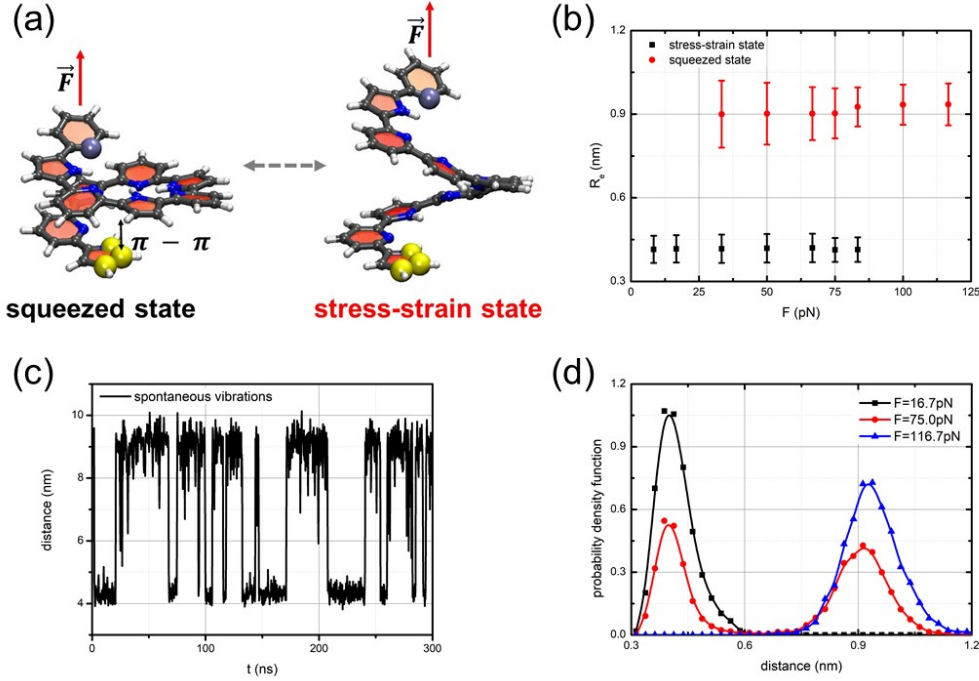 (a)
F
π – π
squeezed state
F
stress-strain state
(b)
stress-strain state
squeezed state
1.2
0.9
0.6
0.3
Re (nm)
0 25 50 75 100 125
F (pN)
(c)
spontaneous vibrations
10
9
8
6
4
distance (nm)
0 100 200 300
t (ns)
(d)
F=16.7pN
F=75.0pN
F=116.7pN
1.2
0.9
0.6
0.3
0.0
probability density function
0.3 0.6 0.9 1.2
distance (nm)